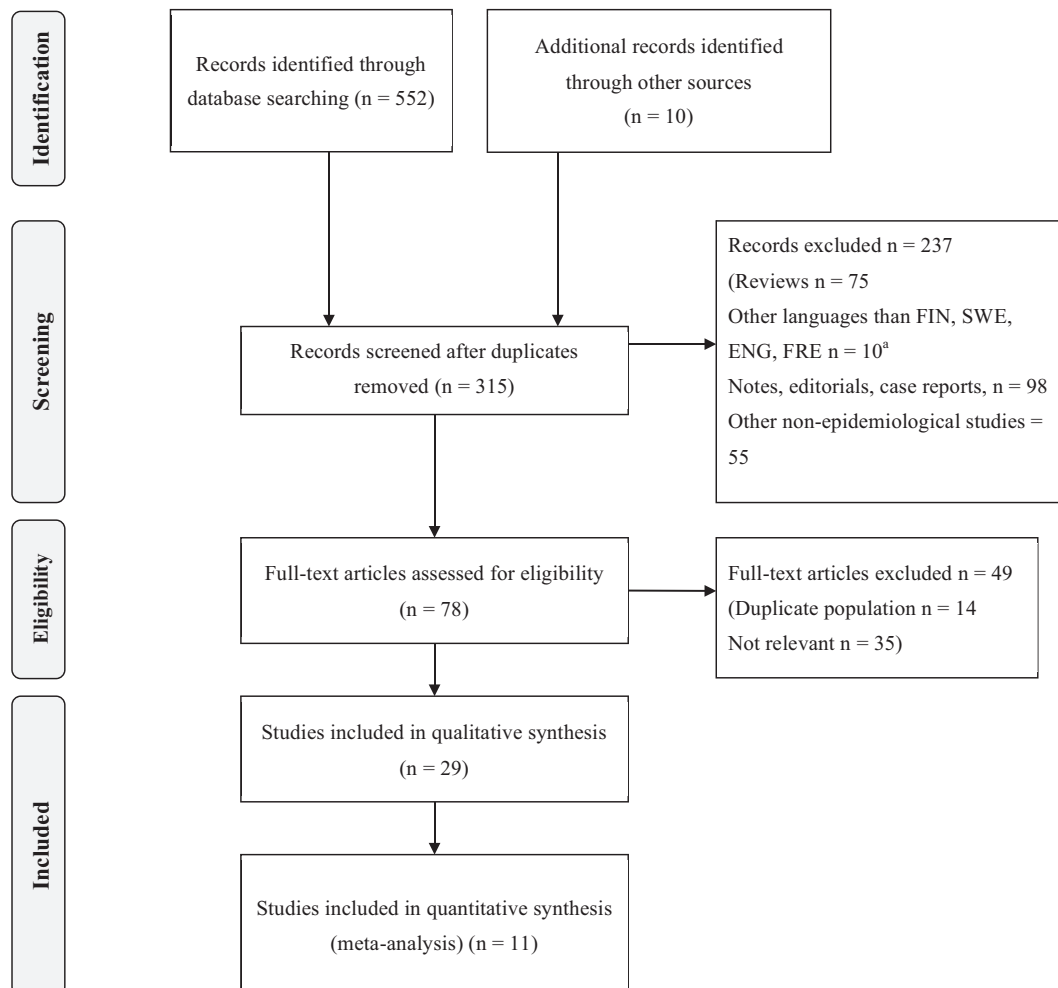 Identification
Records identified through
database searching (n = 552)
Additional records identified
through other sources
(n = 10)
Screening
Records screened after duplicates
removed (n = 315)
Records excluded n = 237
(Reviews n = 75
Other languages than FIN, SWE,
ENG, FRE n = 10ᵃ
Notes, editorials, case reports, n = 98
Other non-epidemiological studies =
55
Eligibility
Full-text articles assessed for eligibility
(n = 78)
Full-text articles excluded n = 49
(Duplicate population n = 14
Not relevant n = 35)
Included
Studies included in qualitative synthesis
(n = 29)
Studies included in quantitative synthesis
(meta-analysis) (n = 11)